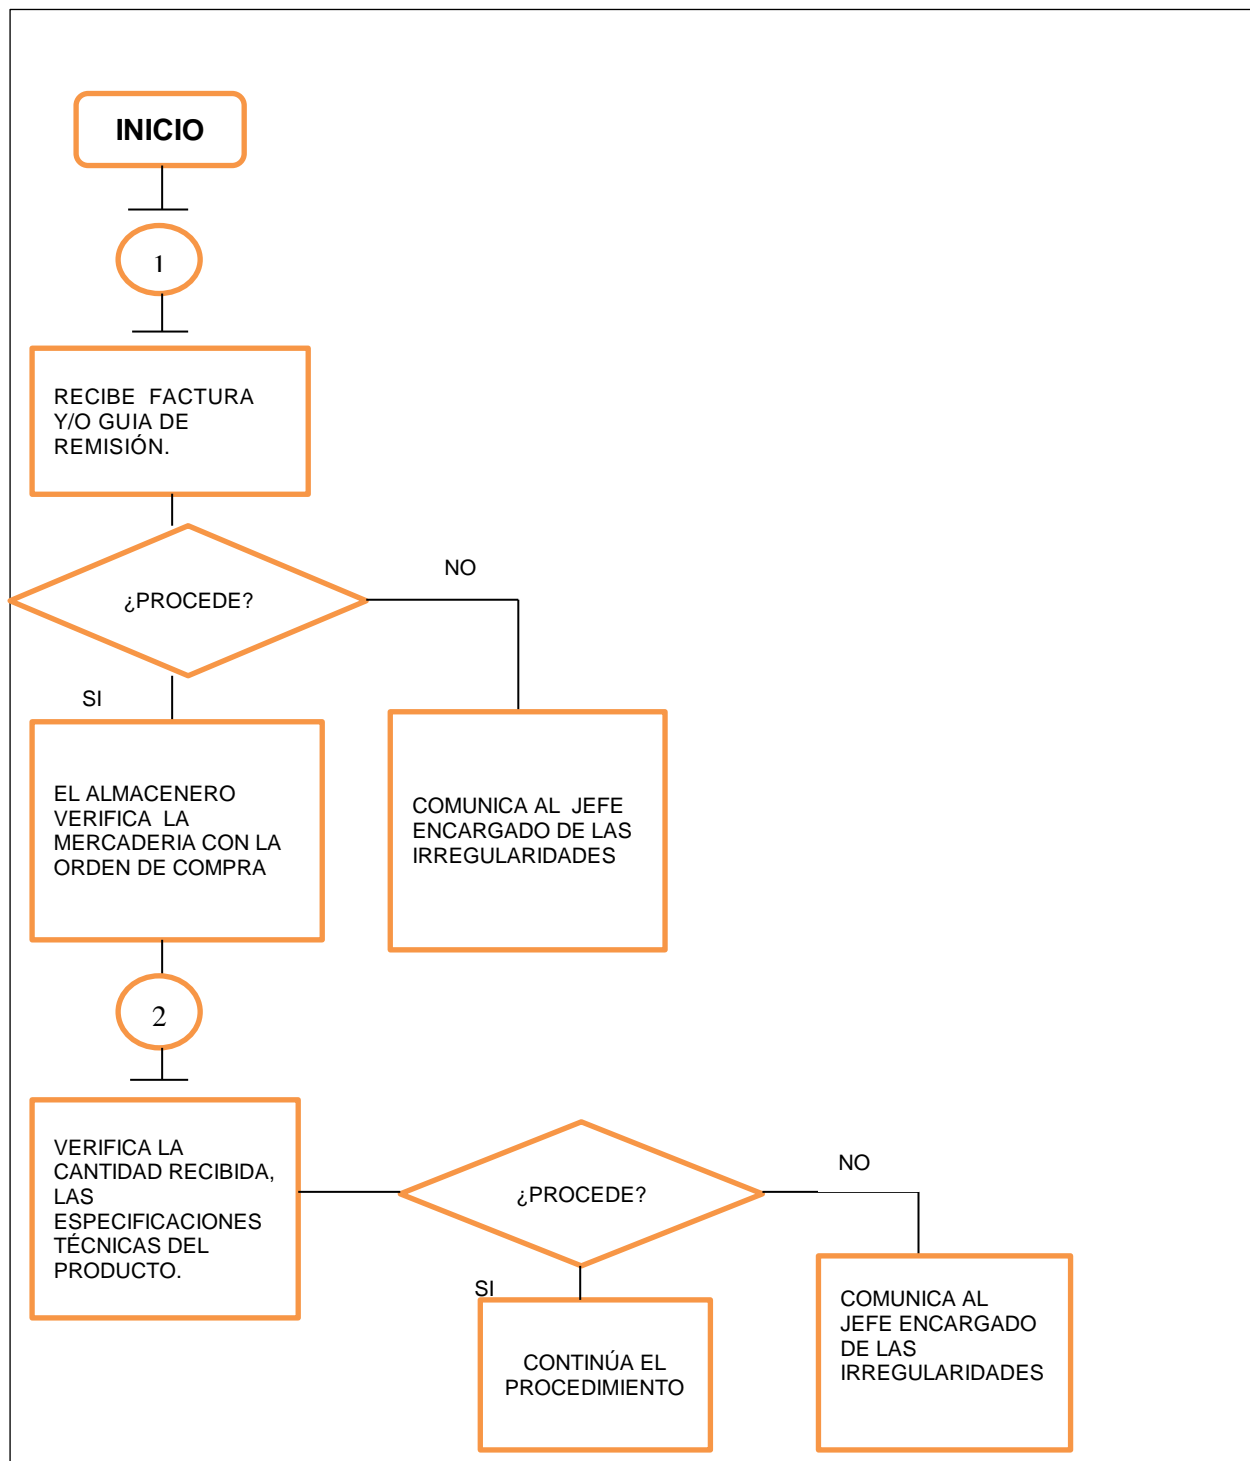 INICIO
1
RECIBE FACTURA
Y/O GUIA DE
REMISIÓN.
NO
¿PROCEDE?
SI
EL ALMACENERO
VERIFICA LA
MERCADERIA CON LA
ORDEN DE COMPRA
COMUNICA AL JEFE
ENCARGADO DE LAS
IRREGULARIDADES
2
VERIFICA LA
CANTIDAD RECIBIDA,
LAS
ESPECIFICACIONES
TÉCNICAS DEL
PRODUCTO.
¿PROCEDE?
NO
SI
CONTINÚA EL
PROCEDIMIENTO
COMUNICA AL
JEFE ENCARGADO
DE LAS
IRREGULARIDADES